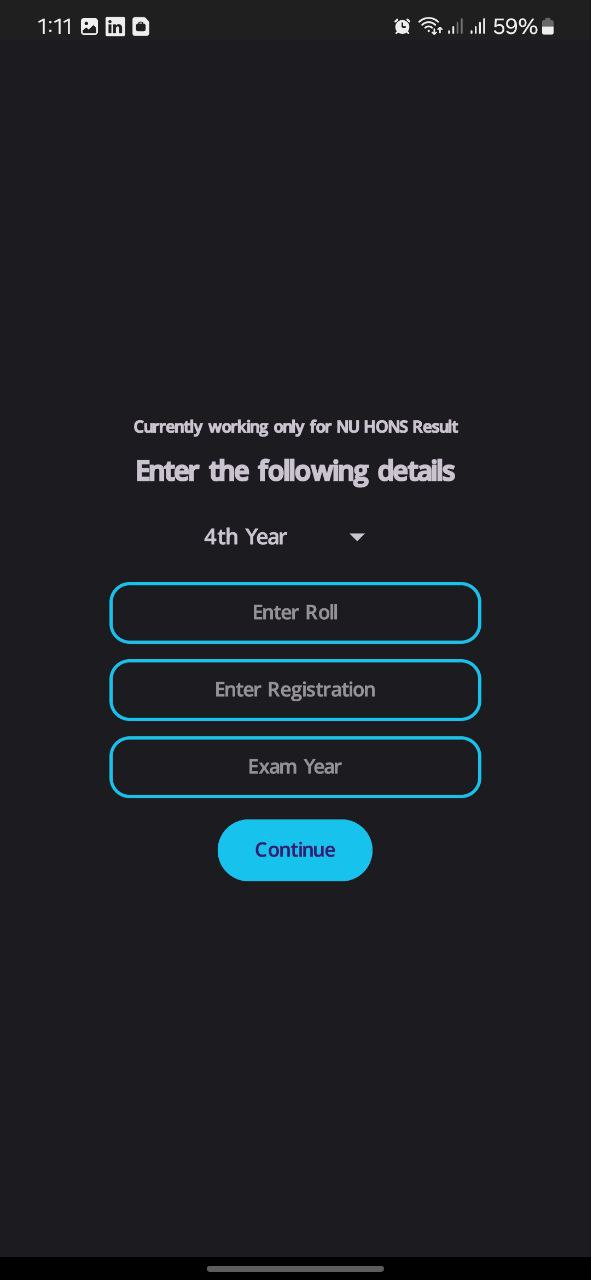 1:11 in 59%
Currently working only for NU HONS Result
Enter the following details
4th Year
Enter Roll
Enter Registration
Exam Year
Continue